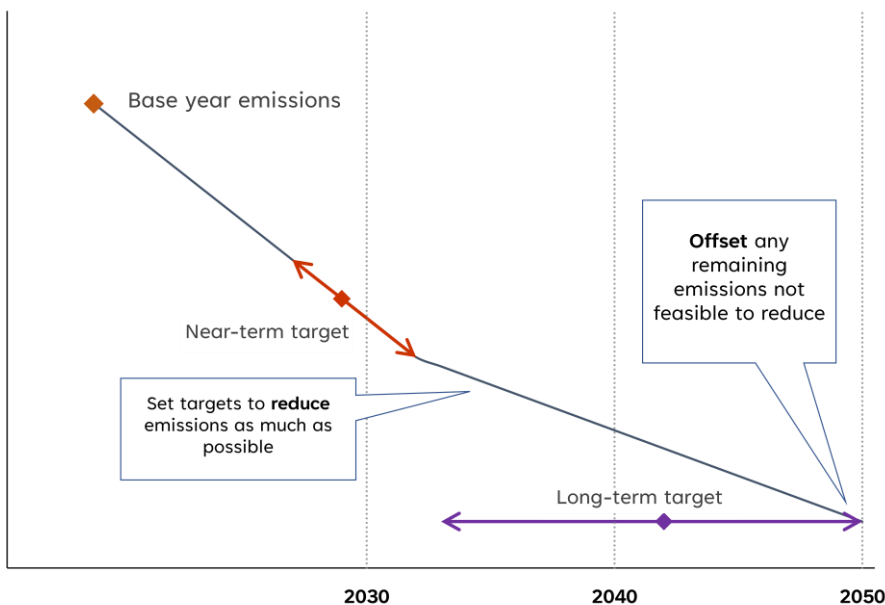 Base year emissions
Offset any
remaining
emissions not
feasible to reduce
Near-term target
Set targets to reduce
emissions as much as
possible
Long-term target
2030
2040
2050